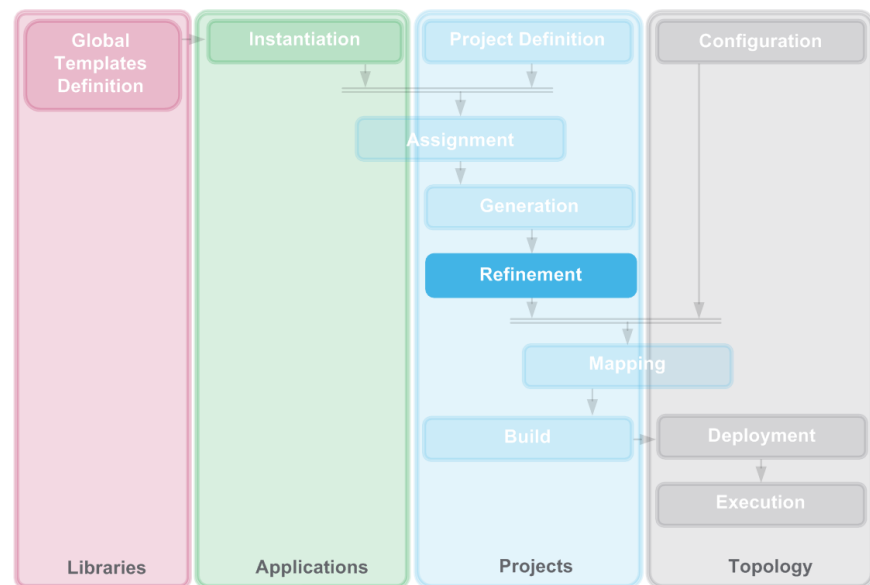 Global
Templates
Definition
Instantiation
Project Definition
Configuration
Assignment
Generation
Refinement
Mapping
Build
Deployment
Execution
Libraries
Applications
Projects
Topology